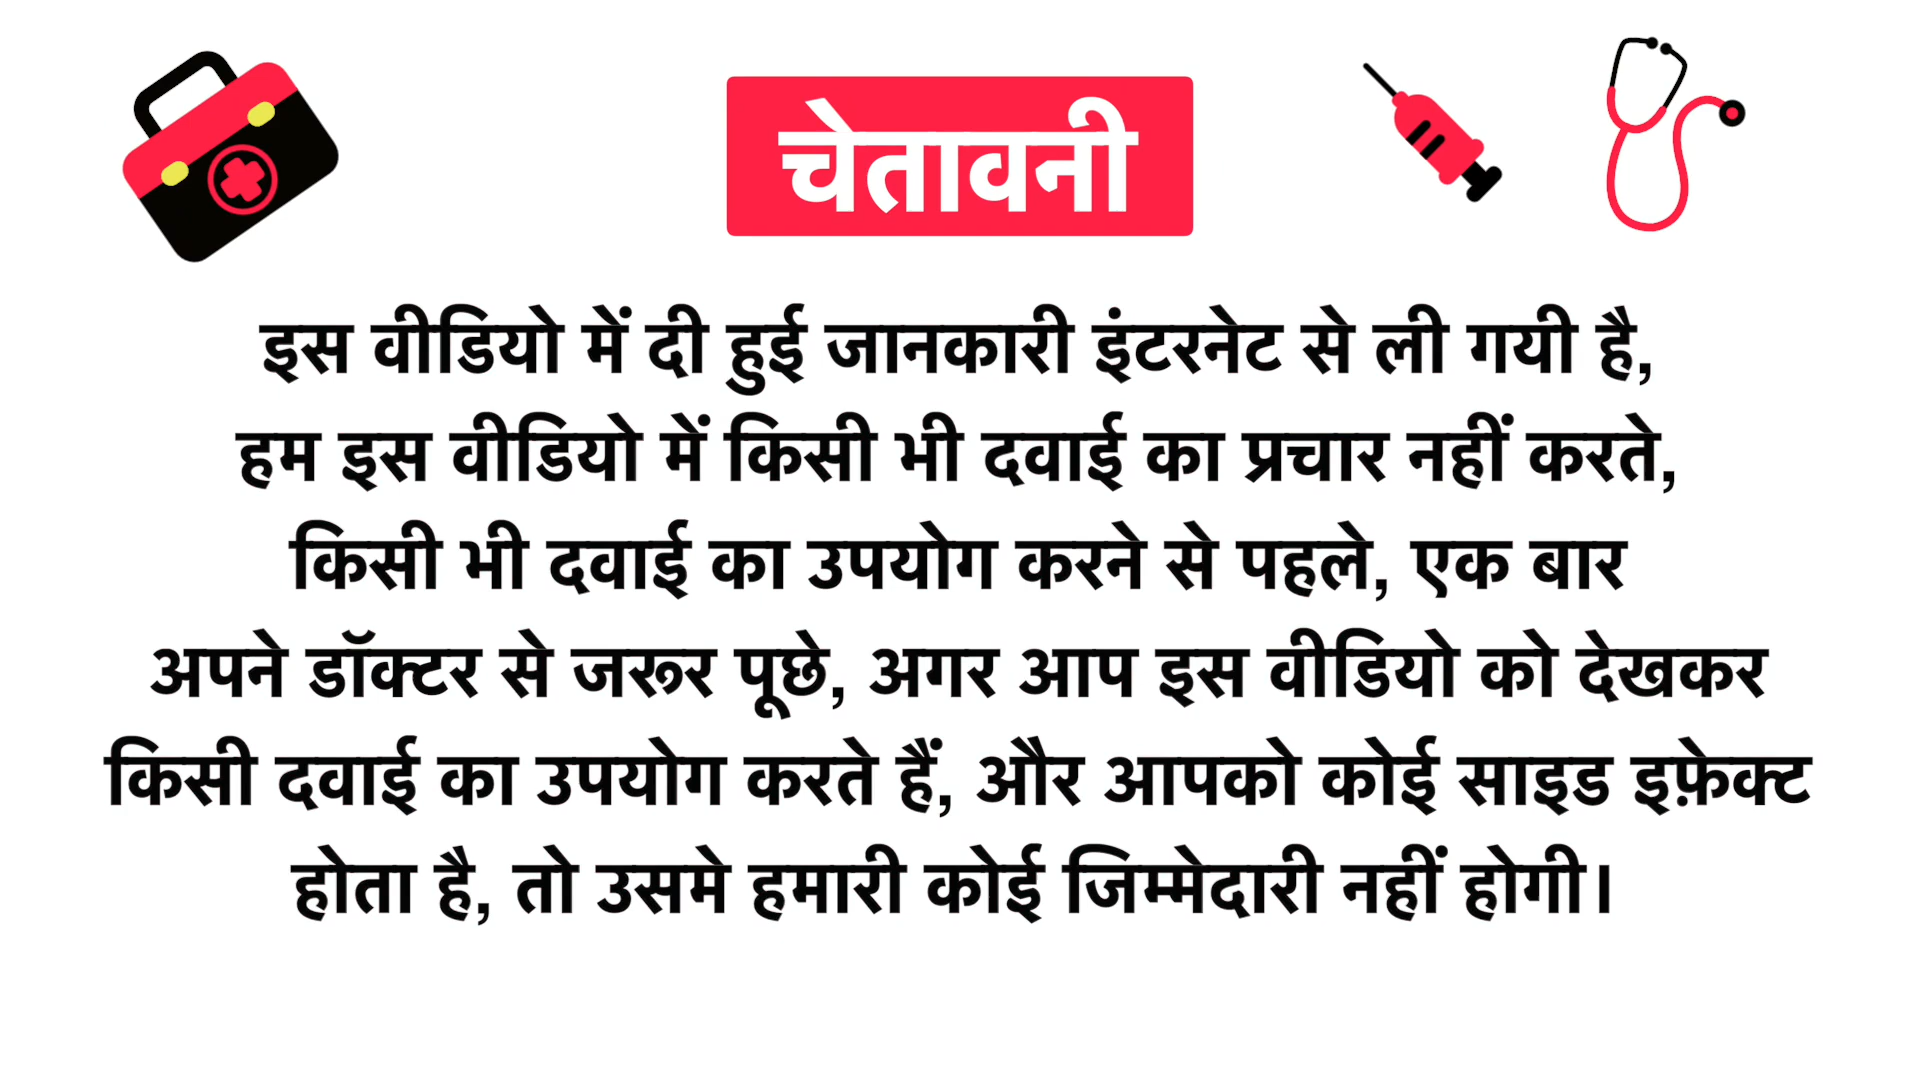 चेतावनी
इस वीडियो में दी हुई जानकारी इंटरनेट से ली गयी है,
हम इस वीडियो में किसी भी दवाई का प्रचार नहीं करते,
किसी भी दवाई का उपयोग करने से पहले, एक बार
अपने डॉक्टर से जरूर पूछे, अगर आप इस वीडियो को देखकर
किसी दवाई का उपयोग करते हैं, और आपको कोई साइड इफ़ेक्ट
होता है, तो उसमे हमारी कोई जिम्मेदारी नहीं होगी।